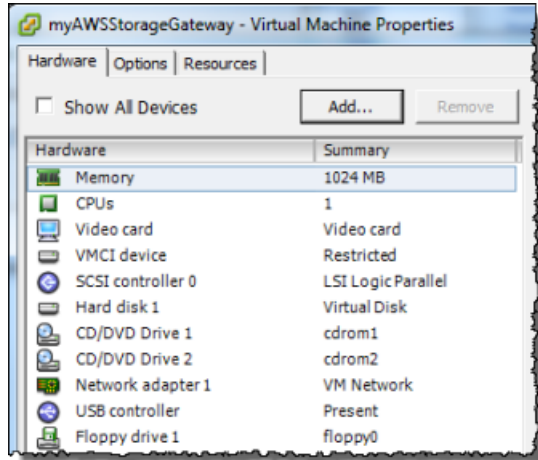 myAWSStorageGateway - Virtual Machine Properties
Hardware Options Resources
Show All Devices Add... Remove
Hardware Summary
Memory 1024 MB
CPUs 1
Video card Video card
VMCI device Restricted
SCSI controller 0 LSI Logic Parallel
Hard disk 1 Virtual Disk
CD/DVD Drive 1 cdrom1
CD/DVD Drive 2 cdrom2
Network adapter 1 VM Network
USB controller Present
Floppy drive 1 floppy0